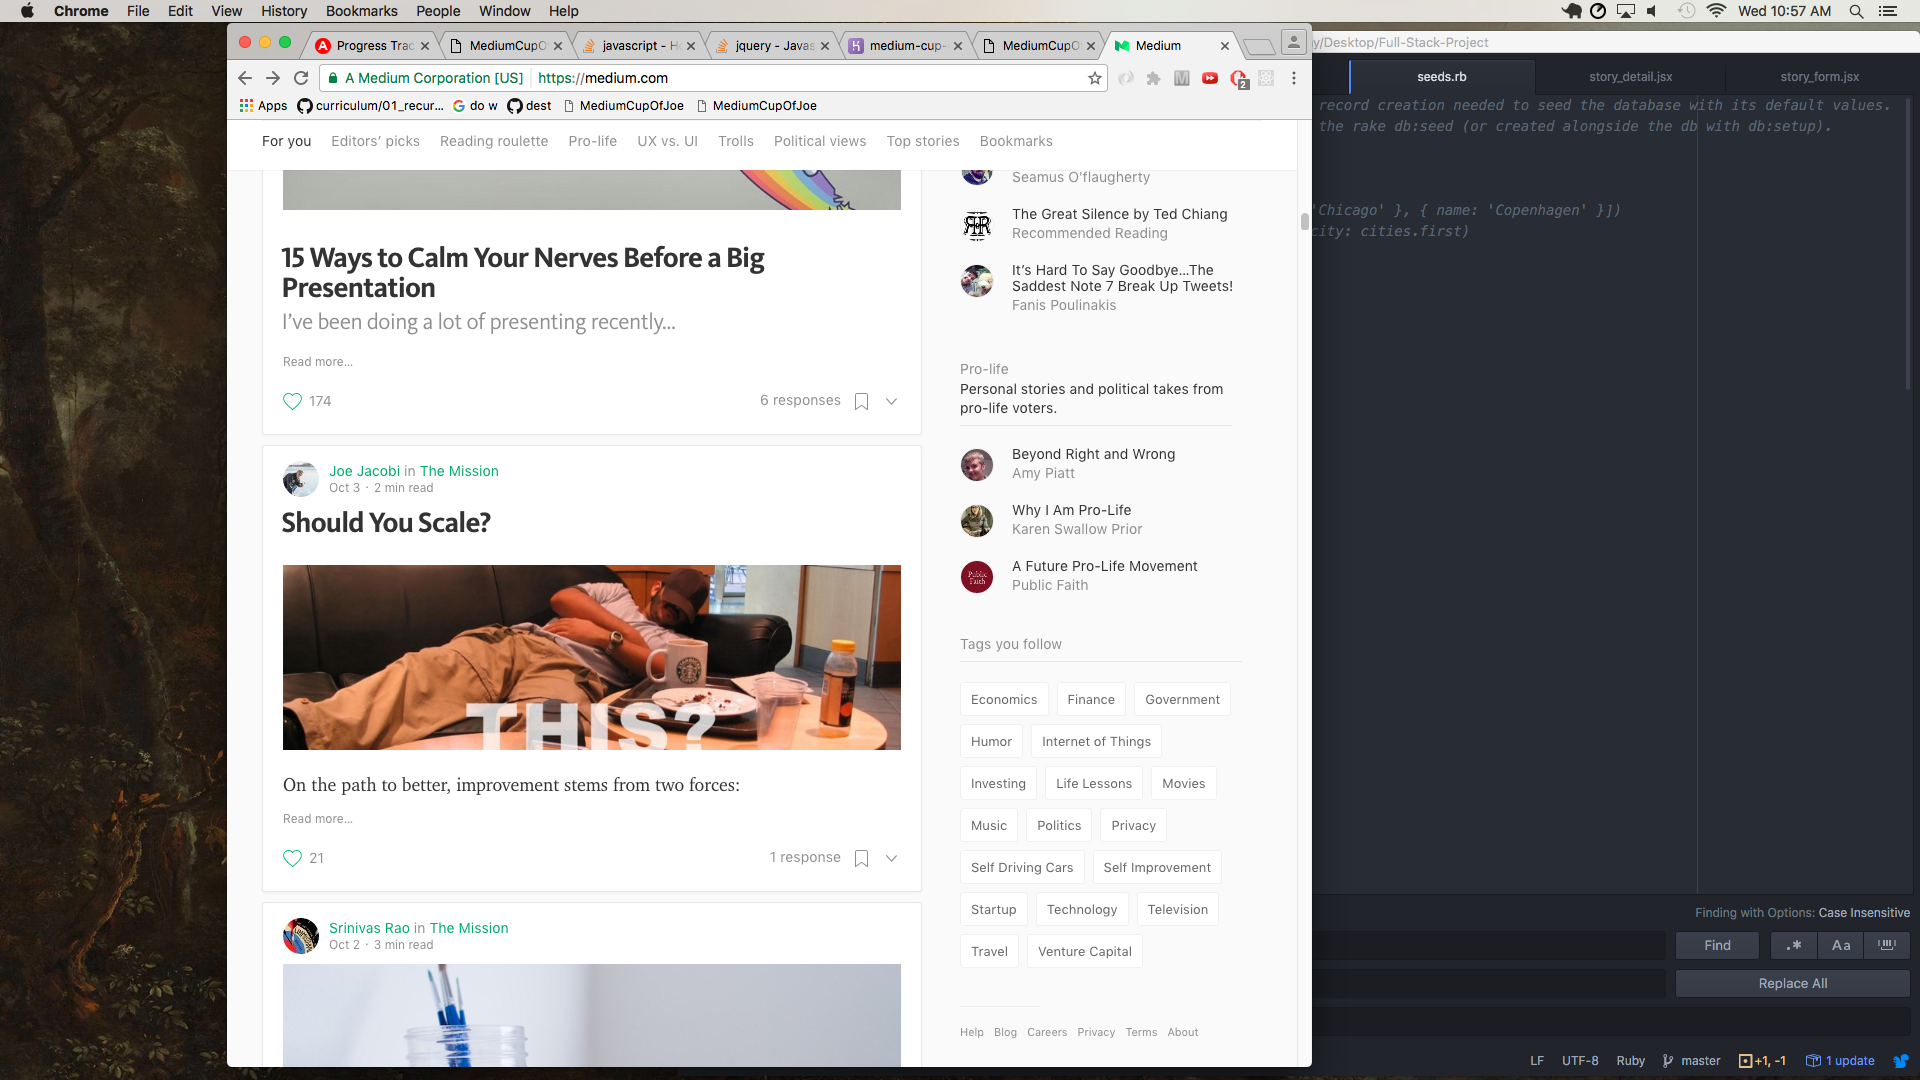 Chrome File Edit View History Bookmarks People Window Help
Wed 10:57 AM
Progress Trac
MediumCupO
javascript - H
jquery - Javas
medium-cup-
MediumCupO
Medium
A Medium Corporation [US] https://medium.com
2
Apps curriculum/01_recur... do w dest MediumCupOfJoe MediumCupOfJoe
For you Editors’ picks Reading roulette Pro-life UX vs. UI Trolls Political views Top stories Bookmarks
15 Ways to Calm Your Nerves Before a Big
Presentation
I’ve been doing a lot of presenting recently…
Read more…
174
6 responses
Joe Jacobi in The Mission
Oct 3 · 2 min read
Should You Scale?
THIS?
On the path to better, improvement stems from two forces:
Read more…
21
1 response
Srinivas Rao in The Mission
Oct 2 · 3 min read
Seamus O'flaugherty
The Great Silence by Ted Chiang
Recommended Reading
It’s Hard To Say Goodbye…The
Saddest Note 7 Break Up Tweets!
Fanis Poulinakis
Pro-life
Personal stories and political takes from
pro-life voters.
Beyond Right and Wrong
Amy Piatt
Why I Am Pro-Life
Karen Swallow Prior
Public Faith
A Future Pro-Life Movement
Public Faith
Tags you follow
Economics Finance Government
Humor Internet of Things
Investing Life Lessons Movies
Music Politics Privacy
Self Driving Cars Self Improvement
Startup Technology Television
Travel Venture Capital
Help Blog Careers Privacy Terms About
y/Desktop/Full-Stack-Project
seeds.rb story_detail.jsx story_form.jsx
record creation needed to seed the database with its default values.
the rake db:seed (or created alongside the db with db:setup).
'Chicago' }, { name: 'Copenhagen' }])
city: cities.first)
Finding with Options: Case Insensitive
Find .* Aa
Replace All
LF UTF-8 Ruby master +1, -1 1 update